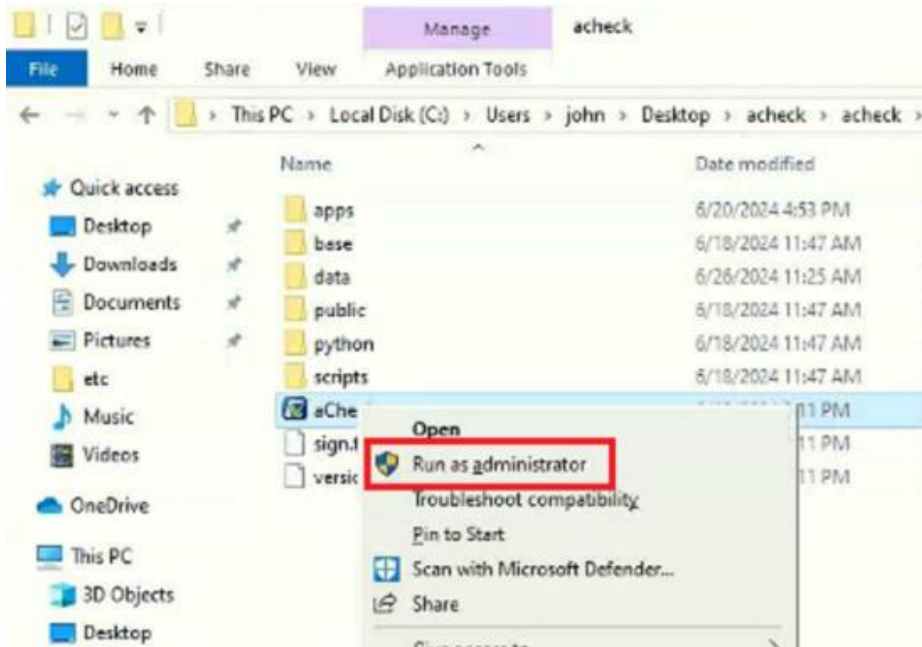 Manage acheck
File Home Share View Application Tools
This PC > Local Disk (C:) > Users > john > Desktop > acheck > acheck >
Name Date modified
Quick access
Desktop
Downloads
Documents
Pictures
etc
Music
Videos
OneDrive
This PC
3D Objects
Desktop
apps 6/20/2024 4:53 PM
base 6/18/2024 11:47 AM
data 6/26/2024 11:25 AM
public 6/18/2024 11:47 AM
python 6/18/2024 11:47 AM
scripts 6/18/2024 11:47 AM
aChe 11 PM
sign.t 11 PM
versic 11 PM
Open
Run as administrator
Troubleshoot compatibility
Pin to Start
Scan with Microsoft Defender...
Share